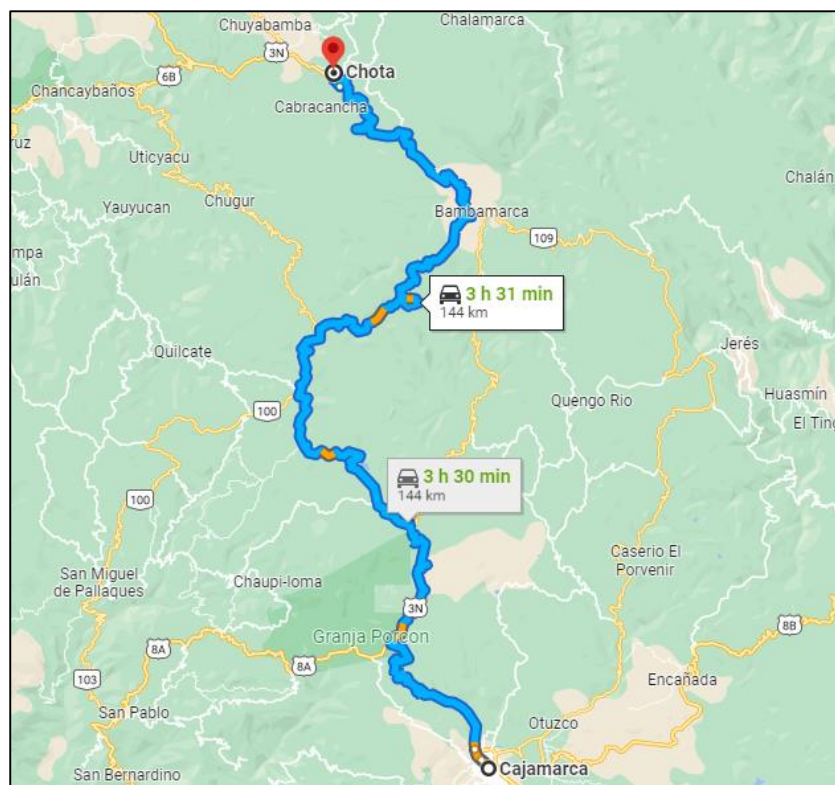 Chuyabamba
Chalamarca
3N
Chota
6B
Chancaybaños
Cabracancha
ruz
Uticyacu
Chalán
Yauyucan
Chugur
Bambamarca
109
mpa
ulán
3 h 31 min
144 km
Jerés
Quilcate
Quengo Rio
Huasmín
100
El Ting
3 h 30 min
144 km
100
Caserio El
Porvenir
San Miguel
de Pallaques
Chaupi-loma
3N
8B
Granja Porcon
8A
8A
103
Encañada
San Pablo
Otuzco
San Bernardino
Cajamarca